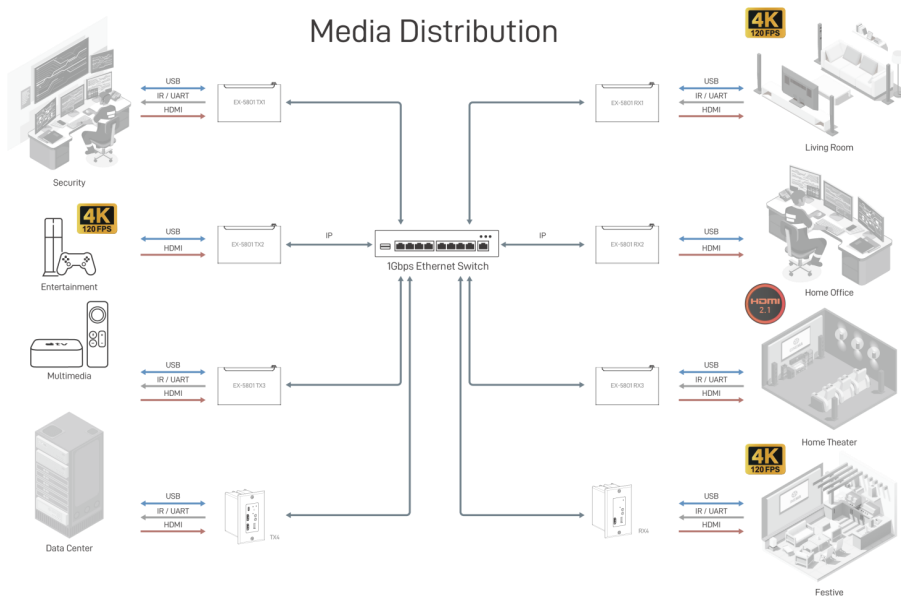 Media Distribution
4K
120 FPS
USB
IR / UART
HDMI
EX-5801 TX1
Security
EX-5801 RX1
USB
IR / UART
HDMI
Living Room
4K
120 FPS
USB
HDMI
Entertainment
EX-5801 TX2
IP
1Gbps Ethernet Switch
IP
EX-5801 RX2
USB
HDMI
Home Office
HDMI
2.1
tv
Multimedia
USB
IR / UART
HDMI
EX-5801 TX3
EX-5801 RX3
USB
IR / UART
HDMI
Home Theater
4K
120 FPS
USB
IR / UART
HDMI
Data Center
TX4
RX4
USB
IR / UART
HDMI
Festive